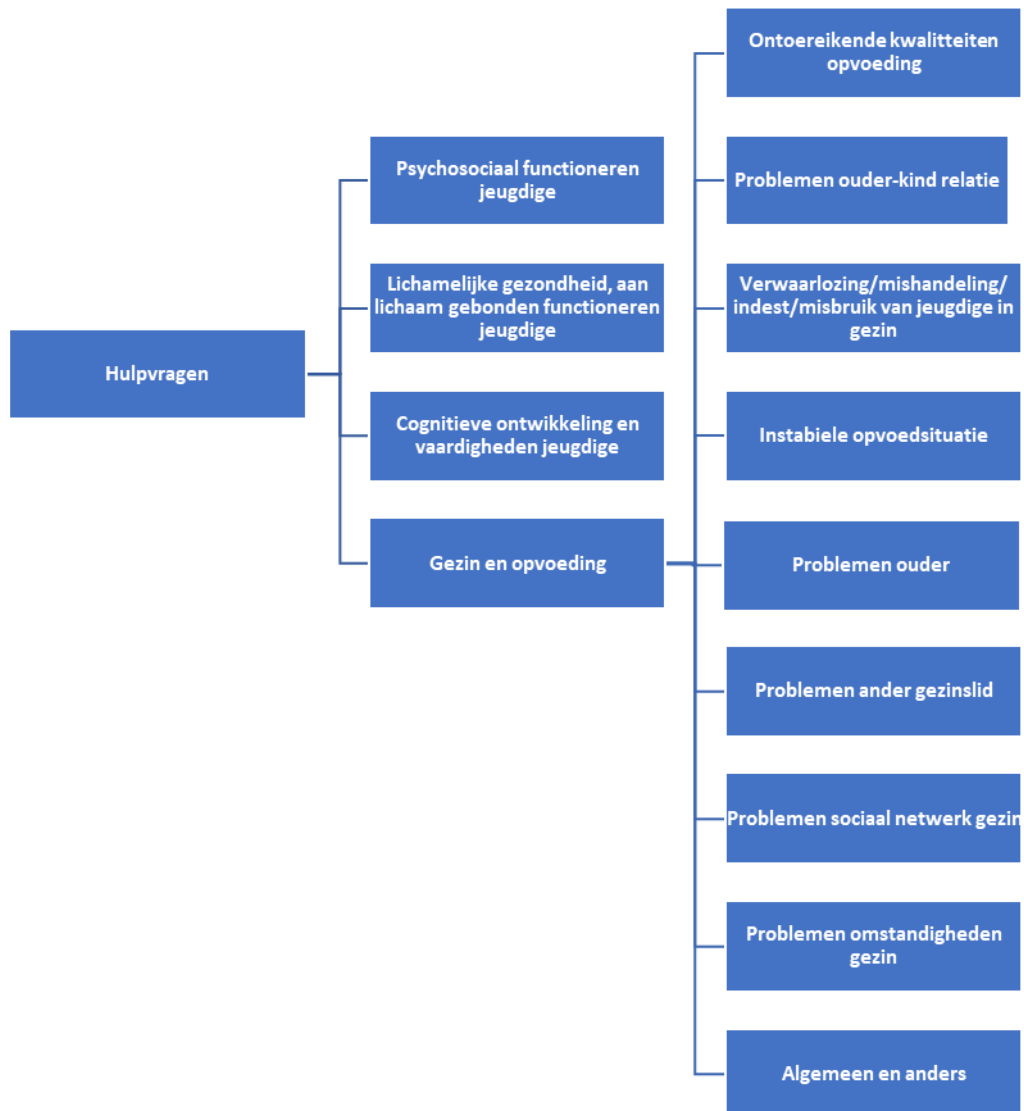 Hulpvragen
Psychosociaal functioneren
jeugdige
Lichamelijke gezondheid, aan
lichaam gebonden functioneren
jeugdige
Cognitieve ontwikkeling en
vaardigheden jeugdige
Gezin en opvoeding
Ontoereikende kwalitteiten
opvoeding
Problemen ouder-kind relatie
Verwaarlozing/mishandeling/
indest/misbruik van jeugdige in
gezin
Instabiele opvoedsituatie
Problemen ouder
Problemen ander gezinslid
Problemen sociaal netwerk gezin
Problemen omstandigheden
gezin
Algemeen en anders